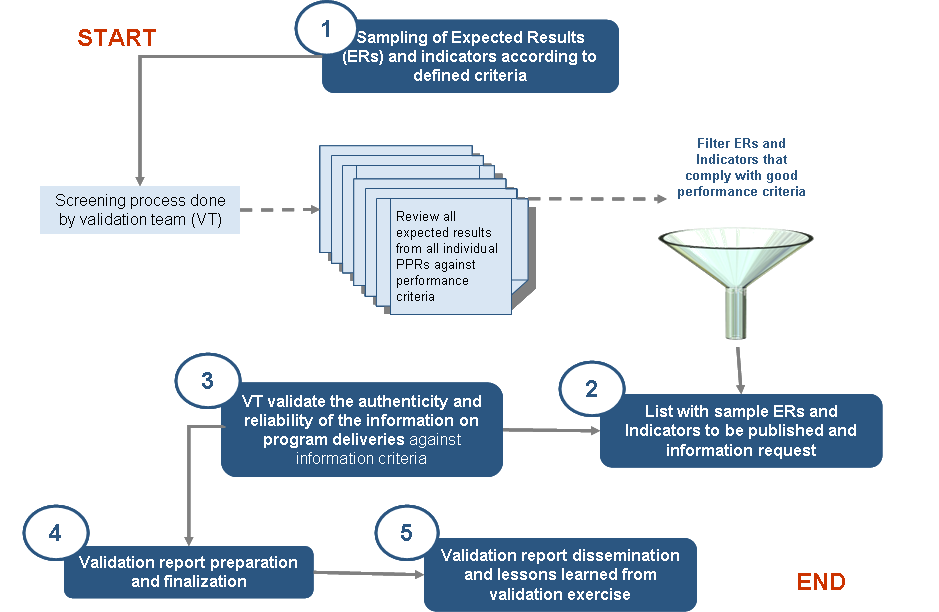 START
1
Sampling of Expected Results
(ERs) and indicators according to
defined criteria
Screening process done
by validation team (VT)
Review all
expected results
from all individual
PPRs against
performance
criteria
Filter ERs and
Indicators that
comply with good
performance criteria
2
List with sample ERs and
Indicators to be published and
information request
3
VT validate the authenticity and
reliability of the information on
program deliveries against
information criteria
4
Validation report preparation
and finalization
5
Validation report dissemination
and lessons learned from
validation exercise
END